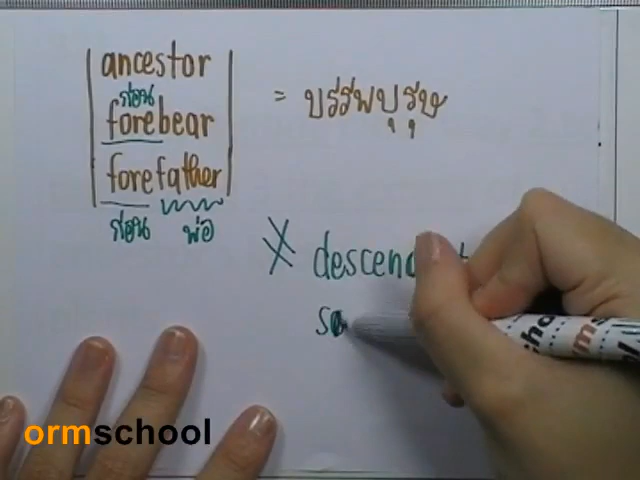 ancestor
ก่อน
forebear = บรรพบุรุษ
forefather
ก่อน พ่อ
ormschool